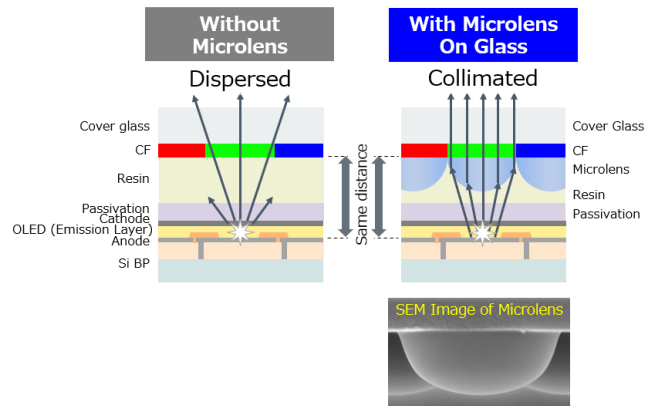 Without
Microlens
With Microlens
On Glass
Dispersed
Collimated
Cover glass
CF
Resin
Passivation
Cathode
OLED (Emission Layer)
Anode
Si BP
Same distance
Cover Glass
CF
Microlens
Resin
Passivation
SEM Image of Microlens